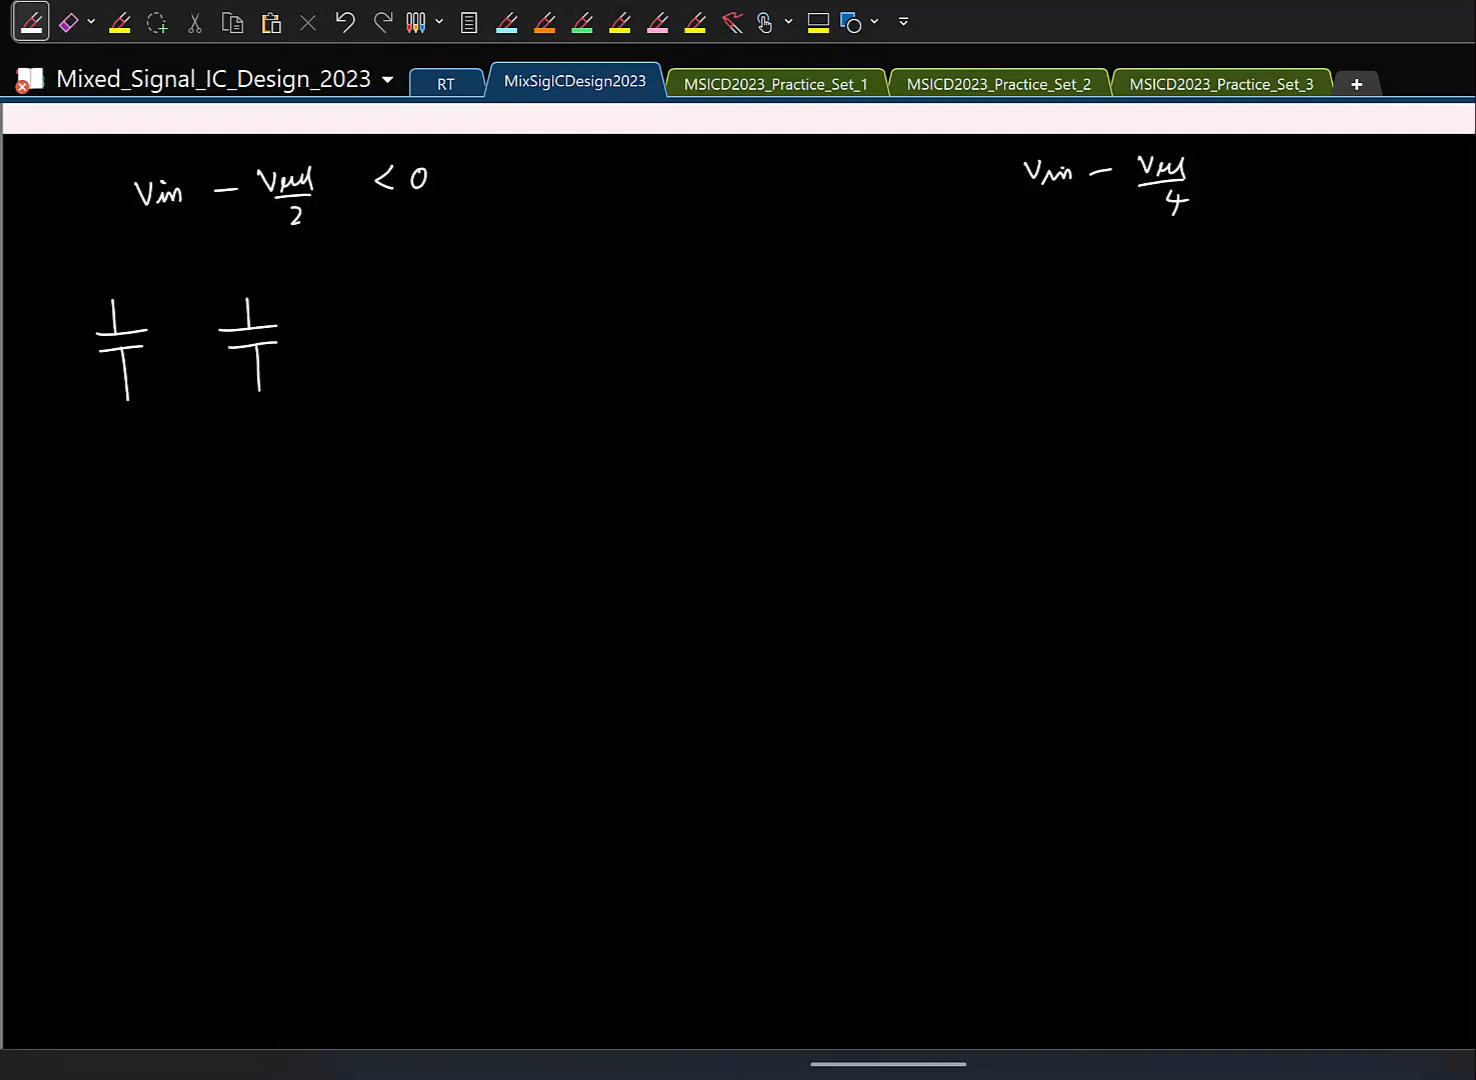 Mixed_Signal_IC_Design_2023
RT
MixSigICDesign2023
MSICD2023_Practice_Set_1
MSICD2023_Practice_Set_2
MSICD2023_Practice_Set_3
+
Vin - Vref/2 < 0
Vin - Vref/4